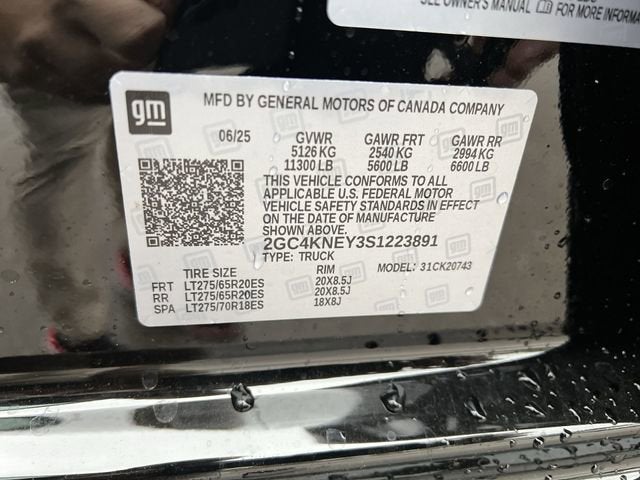 SEE OWNER'S MANUAL FOR MORE INFORMA
gm
MFD BY GENERAL MOTORS OF CANADA COMPANY
06/25 GVWR GAWR FRT GAWR RR
5126 KG 2540 KG 2994 KG
11300 LB 5600 LB 6600 LB
THIS VEHICLE CONFORMS TO ALL
APPLICABLE U.S. FEDERAL MOTOR
VEHICLE SAFETY STANDARDS IN EFFECT
ON THE DATE OF MANUFACTURE
SHOWN ABOVE.
2GC4KNEY3S1223891
TYPE: TRUCK MODEL: 31CK20743
TIRE SIZE RIM
FRT LT275/65R20ES 20X8.5J
RR LT275/65R20ES 20X8.5J
SPA LT275/70R18ES 18X8J